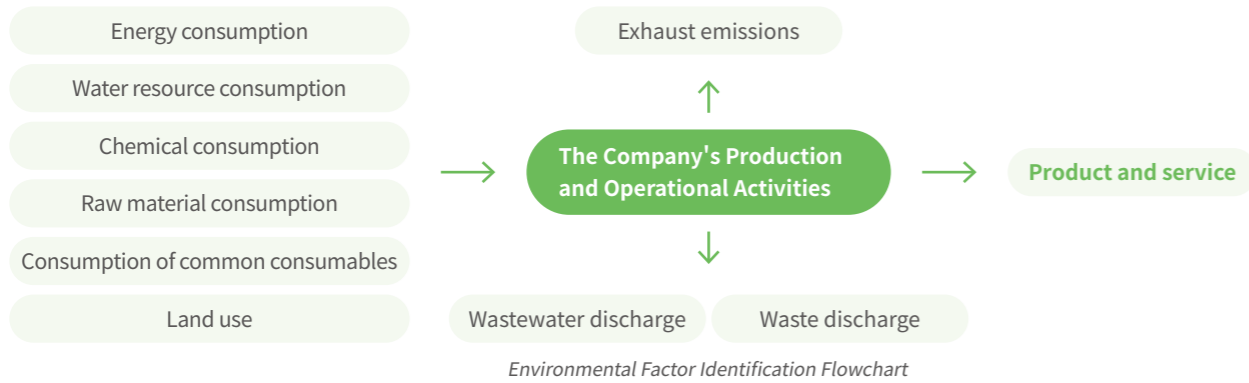 Energy consumption
Water resource consumption
Chemical consumption
Raw material consumption
Consumption of common consumables
Land use
Exhaust emissions
The Company's Production
and Operational Activities
Wastewater discharge
Waste discharge
Product and service
Environmental Factor Identification Flowchart